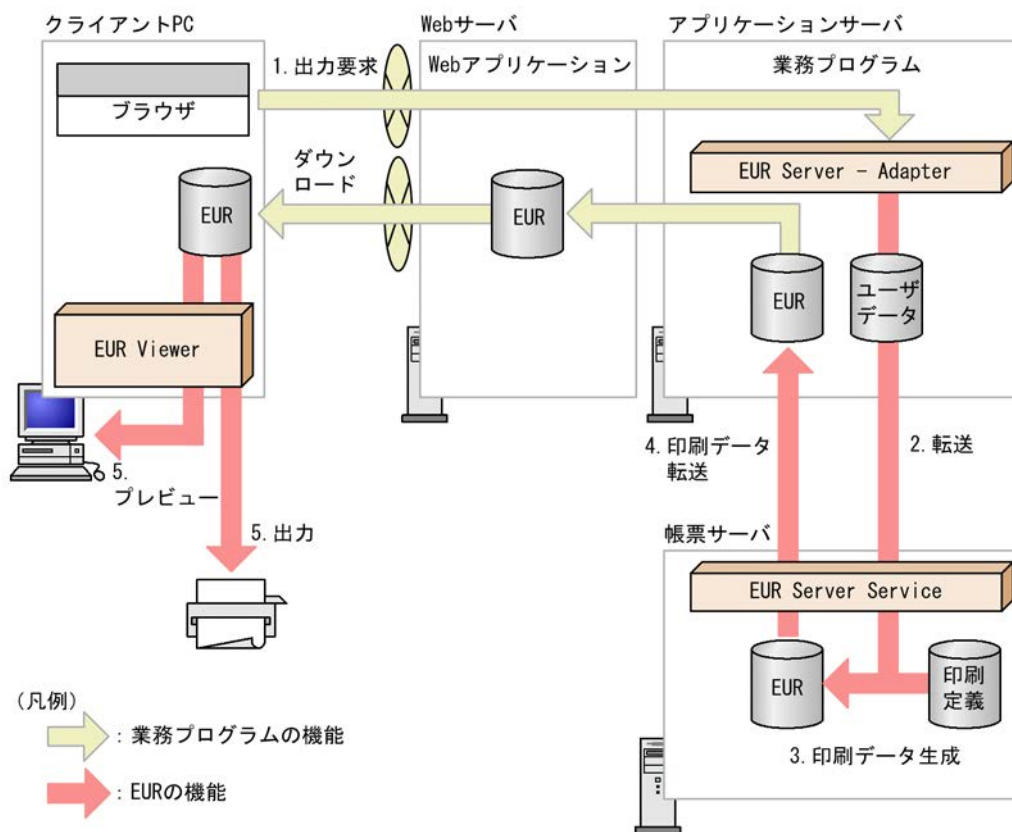 クライアントPC
Webサーバ
アプリケーションサーバ
1. 出力要求
Webアプリケーション
業務プログラム
ブラウザ
ダウン
ロード
EUR Server − Adapter
EUR
EUR
EUR
ユーザ
データ
EUR Viewer
4. 印刷データ
転送
2. 転送
5.
プレビュー
5. 出力
帳票サーバ
EUR Server Service
EUR
印刷
定義
3. 印刷データ生成
(凡例)
: 業務プログラムの機能
: EURの機能